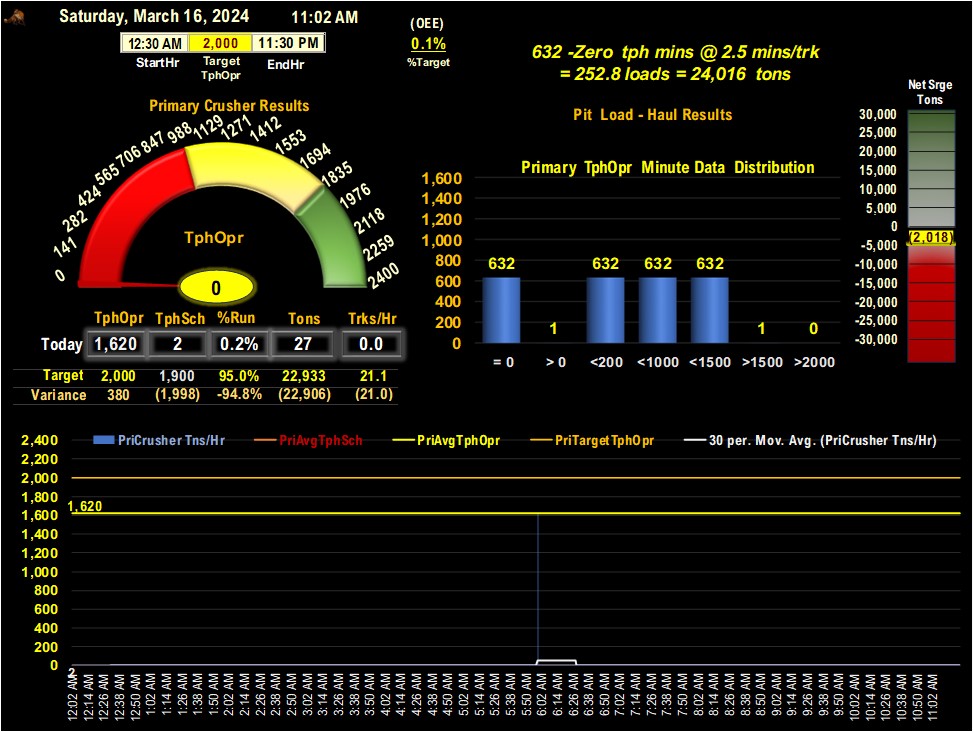 Saturday, March 16, 2024 11:02 AM
12:30 AM 2,000 11:30 PM
StartHr Target TphOpr EndHr
(OEE)
0.1%
%Target
632 -Zero tph mins @ 2.5 mins/trk
= 252.8 loads = 24,016 tons
Net Srge
Tons
30,000
25,000
20,000
15,000
10,000
5,000
0
(2,018)
-5,000
-10,000
-15,000
-20,000
-25,000
-30,000
Primary Crusher Results
0 141 282 424 565 706 847 988 1129 1271 1412 1553 1694 1835 1976 2118 2259 2400
TphOpr
0
Pit Load - Haul Results
Primary TphOpr Minute Data Distribution
1,600
1,400
1,200
1,000
800
600
400
200
0
632 1 632 632 632 1 0
= 0 > 0 <200 <1000 <1500 >1500 >2000
TphOpr TphSch %Run Tons Trks/Hr
Today 1,620 2 0.2% 27 0.0
Target 2,000 1,900 95.0% 22,933 21.1
Variance 380 (1,998) -94.8% (22,906) (21.0)
PriCrusher Tns/Hr PriAvgTphSch PriAvgTphOpr PriTargetTphOpr 30 per. Mov. Avg. (PriCrusher Tns/Hr)
2,400
2,200
2,000
1,800
1,600
1,400
1,200
1,000
800
600
400
200
0
1,620
2
12:02 AM 12:14 AM 12:26 AM 12:38 AM 12:50 AM 1:02 AM 1:14 AM 1:26 AM 1:38 AM 1:50 AM 2:02 AM 2:14 AM 2:26 AM 2:38 AM 2:50 AM 3:02 AM 3:14 AM 3:26 AM 3:38 AM 3:50 AM 4:02 AM 4:14 AM 4:26 AM 4:38 AM 4:50 AM 5:02 AM 5:14 AM 5:26 AM 5:38 AM 5:50 AM 6:02 AM 6:14 AM 6:26 AM 6:38 AM 6:50 AM 7:02 AM 7:14 AM 7:26 AM 7:38 AM 7:50 AM 8:02 AM 8:14 AM 8:26 AM 8:38 AM 8:50 AM 9:02 AM 9:14 AM 9:26 AM 9:38 AM 9:50 AM 10:02 AM 10:14 AM 10:26 AM 10:38 AM 10:50 AM 11:02 AM